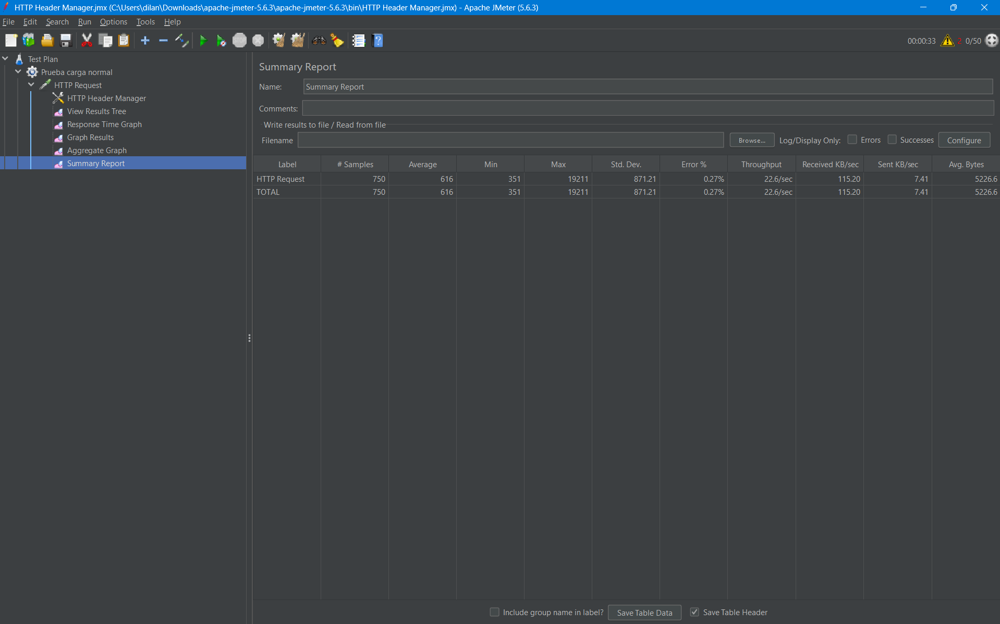 HTTP Header Manager.jmx (C:\Users\dilan\Downloads\apache-jmeter-5.6.3\apache-jmeter-5.6.3\bin\HTTP Header Manager.jmx) - Apache JMeter (5.6.3)
File Edit Search Run Options Tools Help
STOP
00:00:33 2 0/50
Test Plan
Prueba carga normal
HTTP Request
HTTP Header Manager
View Results Tree
Response Time Graph
Graph Results
Aggregate Graph
Summary Report
Summary Report
Name: Summary Report
Comments:
Write results to file / Read from file
Filename Browse... Log/Display Only: Errors Successes Configure
Label # Samples Average Min Max Std. Dev. Error % Throughput Received KB/sec Sent KB/sec Avg. Bytes
HTTP Request 750 616 351 19211 871.21 0.27% 22.6/sec 115.20 7.41 5226.6
TOTAL 750 616 351 19211 871.21 0.27% 22.6/sec 115.20 7.41 5226.6
Include group name in label? Save Table Data Save Table Header